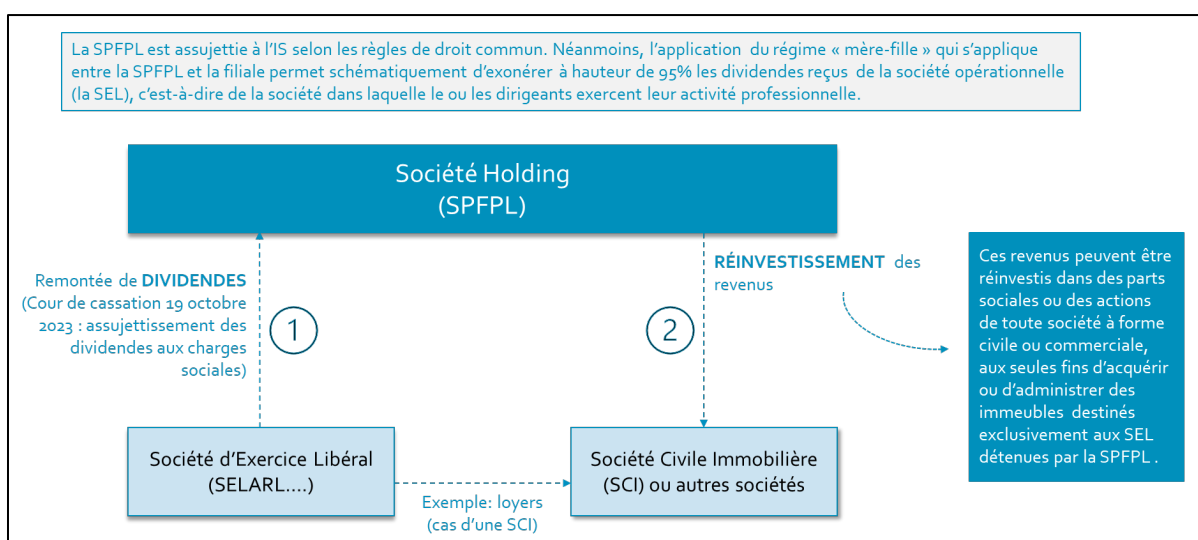 La SPFPL est assujettie à l'IS selon les règles de droit commun. Néanmoins, l'application du régime « mère-fille » qui s'applique
entre la SPFPL et la filiale permet schématiquement d'exonérer à hauteur de 95% les dividendes reçus de la société opérationnelle
(la SEL), c'est-à-dire de la société dans laquelle le ou les dirigeants exercent leur activité professionnelle.
Société Holding
(SPFPL)
Remontée de DIVIDENDES
(Cour de cassation 19 octobre
2023 : assujettissement des
dividendes aux charges
sociales)
1
2
RÉINVESTISSEMENT des
revenus
Ces revenus peuvent être
réinvestis dans des parts
sociales ou des actions
de toute société à forme
civile ou commerciale,
aux seules fins d'acquérir
ou d'administrer des
immeubles destinés
exclusivement aux SEL
détenues par la SPFPL .
Société d'Exercice Libéral
(SELARL....)
Exemple: loyers
(cas d'une SCI)
Société Civile Immobilière
(SCI) ou autres sociétés